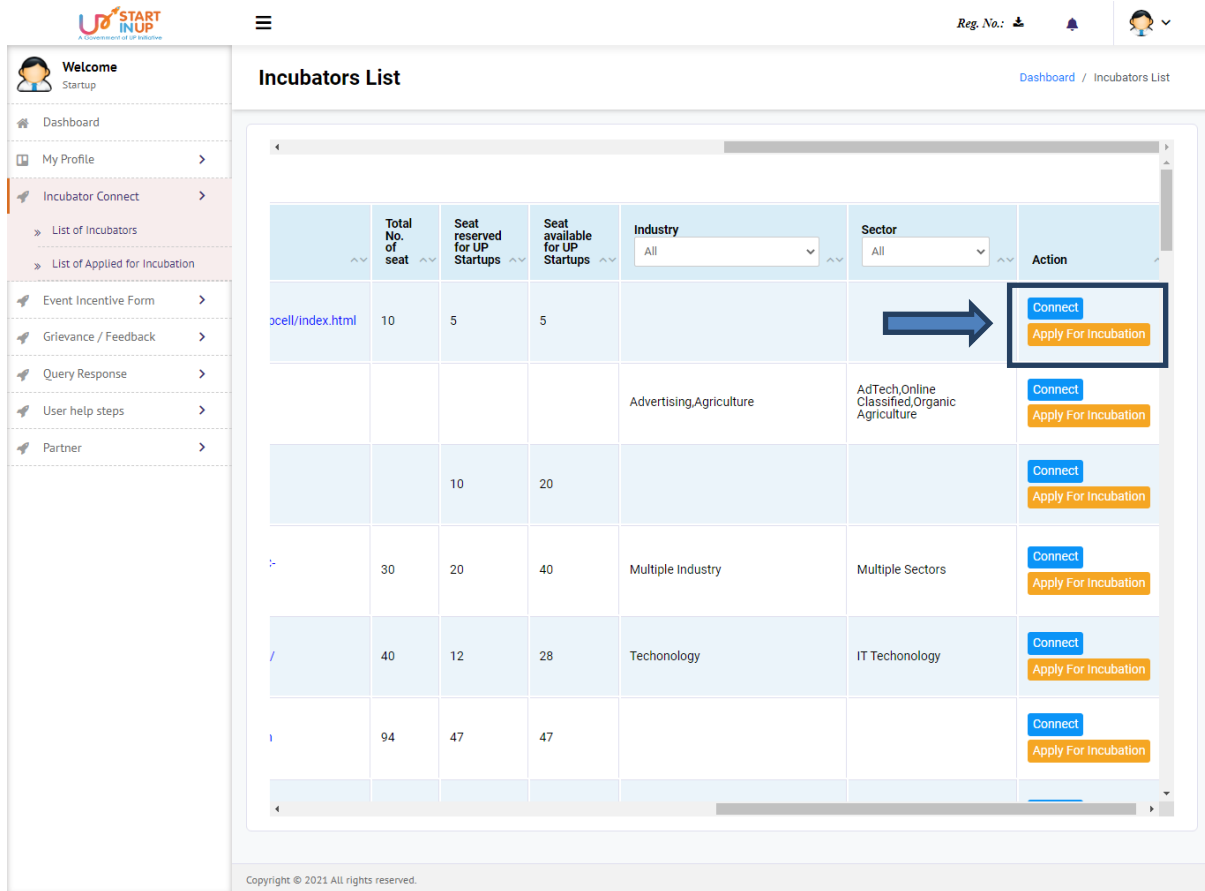 UP START
IN UP
A Government of UP Initiative
Reg. No.:
Welcome
Startup
Dashboard
My Profile
Incubator Connect
List of Incubators
List of Applied for Incubation
Event Incentive Form
Grievance / Feedback
Query Response
User help steps
Partner
Incubators List
Dashboard / Incubators List
Total
No.
of
seat
Seat
reserved
for UP
Startups
Seat
available
for UP
Startups
Industry
All
Sector
All
Action
ocell/index.html 10 5 5
Connect
Apply For Incubation
Advertising,Agriculture
AdTech,Online
Classified,Organic
Agriculture
Connect
Apply For Incubation
10 20
Connect
Apply For Incubation
30 20 40 Multiple Industry Multiple Sectors
Connect
Apply For Incubation
/ 40 12 28 Techonology IT Techonology
Connect
Apply For Incubation
94 47 47
Connect
Apply For Incubation
Copyright © 2021 All rights reserved.